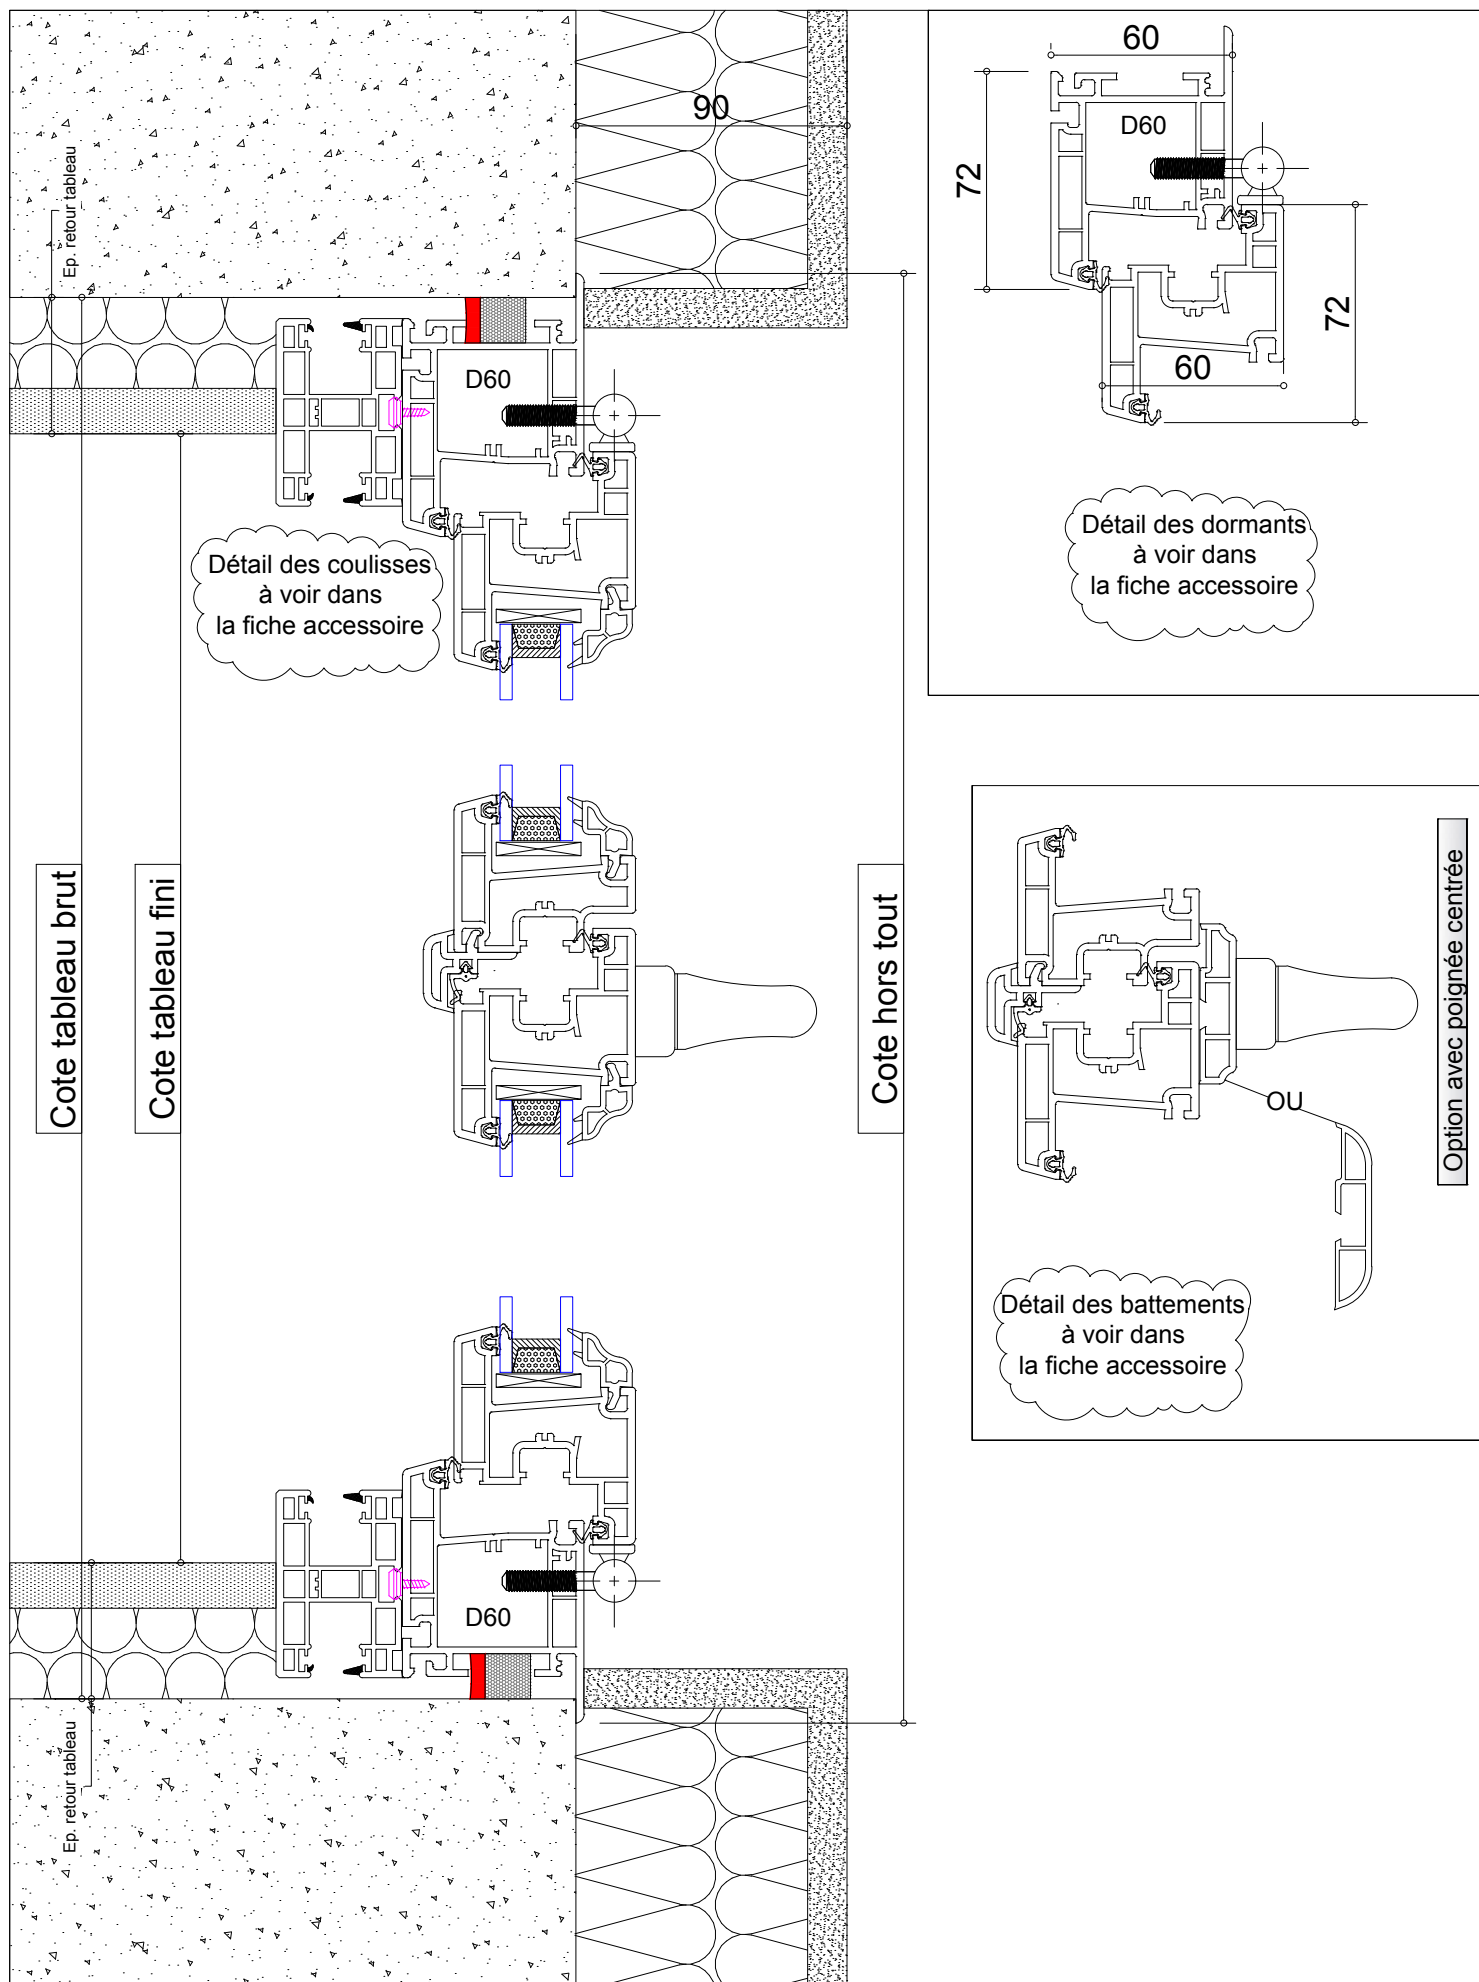 60
90
Ep. retour tableau
D60
72
72
60
D60
Détail des dormants
à voir dans
la fiche accessoire
Détail des coulisses
à voir dans
la fiche accessoire
Cote tableau brut
Cote tableau fini
Cote hors tout
Option avec poignée centrée
OU
Détail des battements
à voir dans
la fiche accessoire
D60
Ep. retour tableau